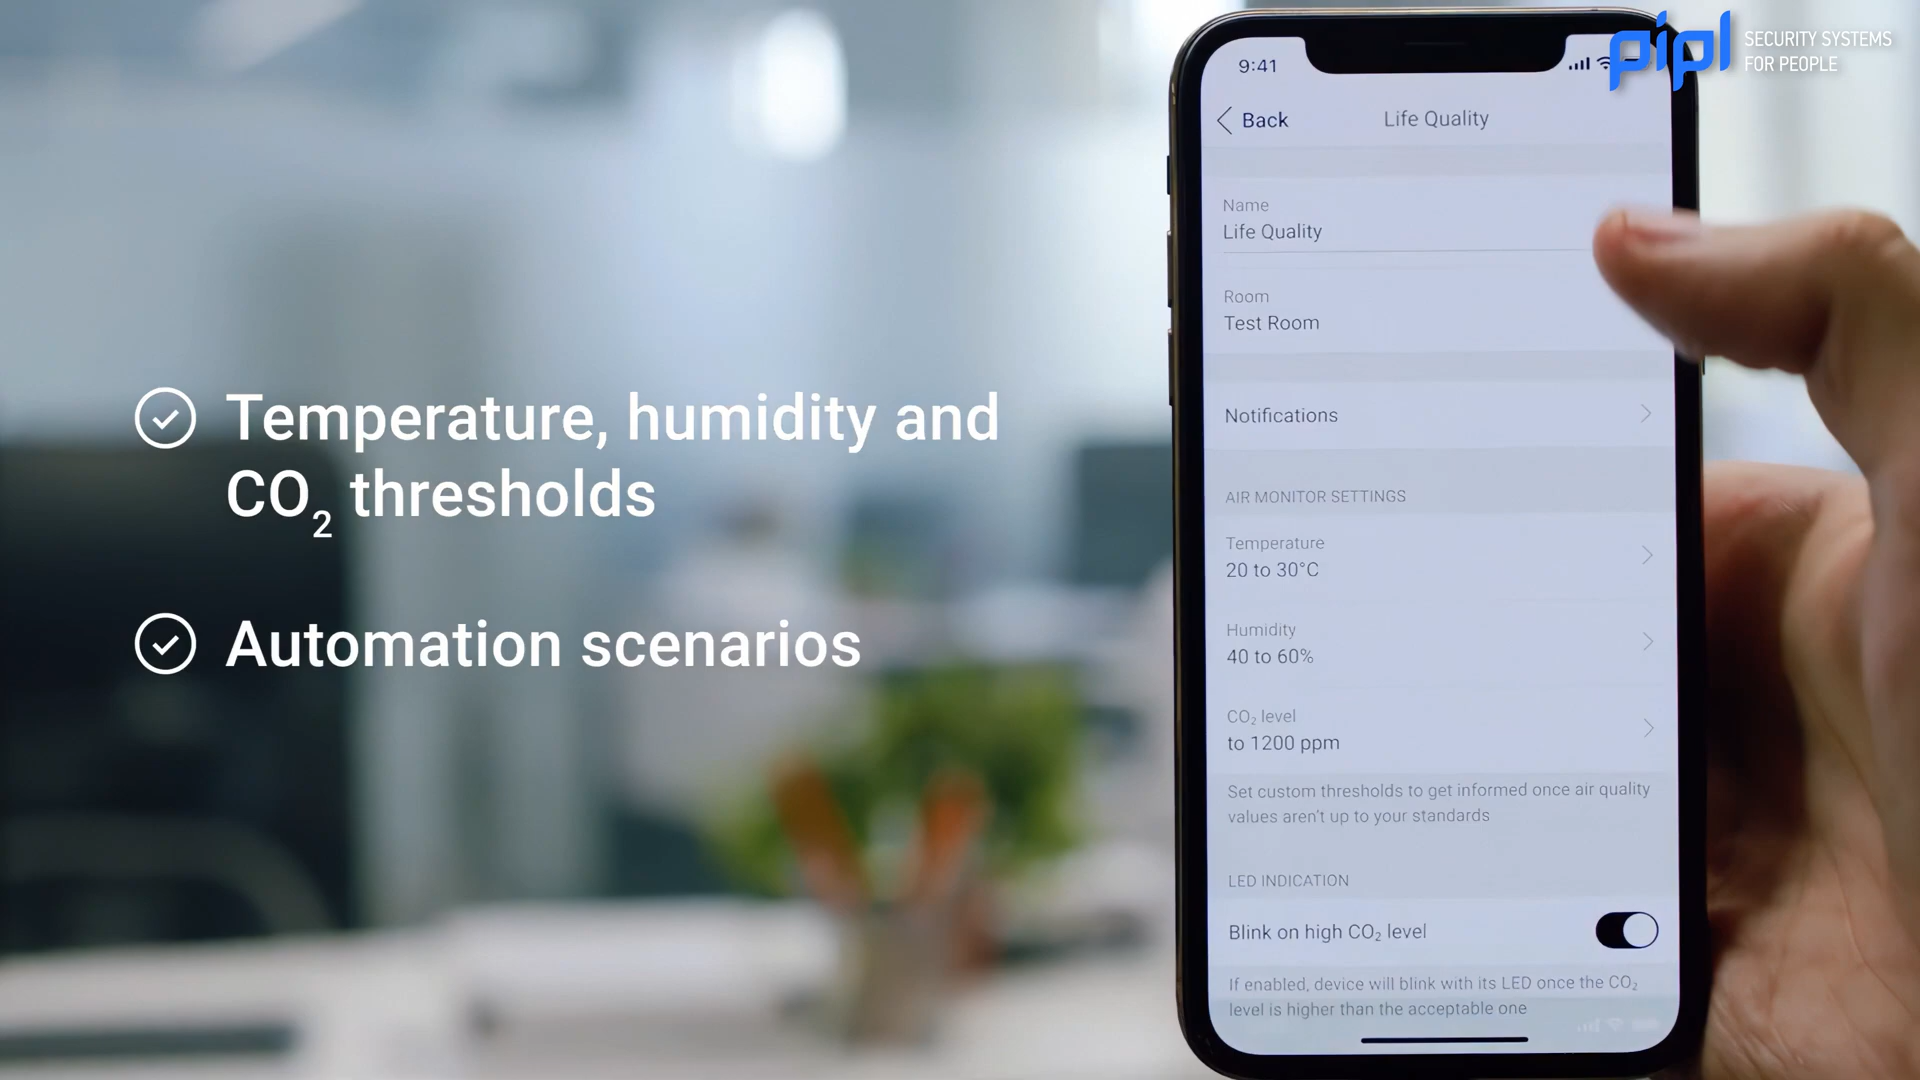 Temperature, humidity and
CO₂ thresholds
Automation scenarios
pipl
SECURITY SYSTEMS
FOR PEOPLE
9:41
Back
Life Quality
Name
Life Quality
Room
Test Room
Notifications
AIR MONITOR SETTINGS
Temperature
20 to 30°C
Humidity
40 to 60%
CO₂ level
to 1200 ppm
Set custom thresholds to get informed once air quality
values aren't up to your standards
LED INDICATION
Blink on high CO₂ level
If enabled, device will blink with its LED once the CO₂
level is higher than the acceptable one